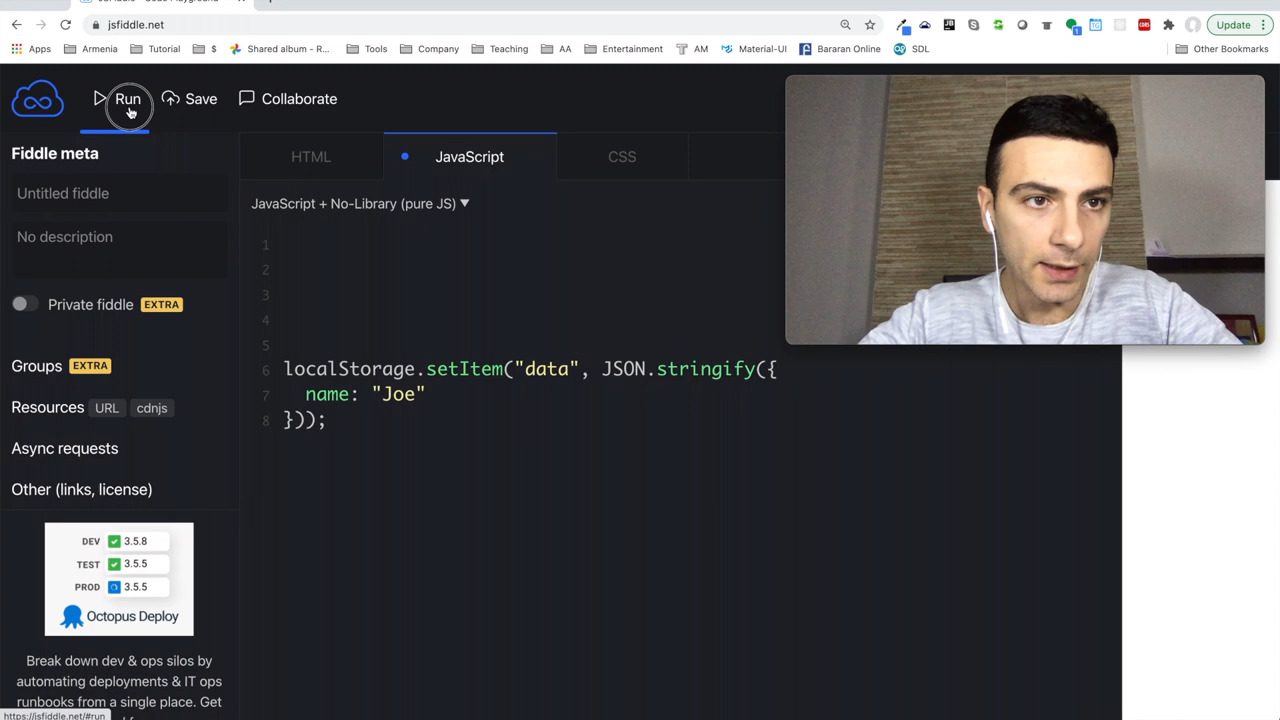 jsfiddle.net
Update
Apps
Armenia
Tutorial
$
Shared album - R...
Tools
Company
Teaching
AA
Entertainment
AM
Material-UI
Bararan Online
SDL
Other Bookmarks
Run
Save
Collaborate
Fiddle meta
Untitled fiddle
No description
Private fiddle EXTRA
Groups EXTRA
Resources URL cdnjs
Async requests
Other (links, license)
DEV 3.5.8
TEST 3.5.5
PROD 3.5.5
Octopus Deploy
Break down dev & ops silos by
automating deployments & IT ops
runbooks from a single place. Get
https://jsfiddle.net/#run
HTML
JavaScript
CSS
JavaScript + No-Library (pure JS) ▼
1
2
3
4
5
6 localStorage.setItem("data", JSON.stringify({
7 name: "Joe"
8 }));